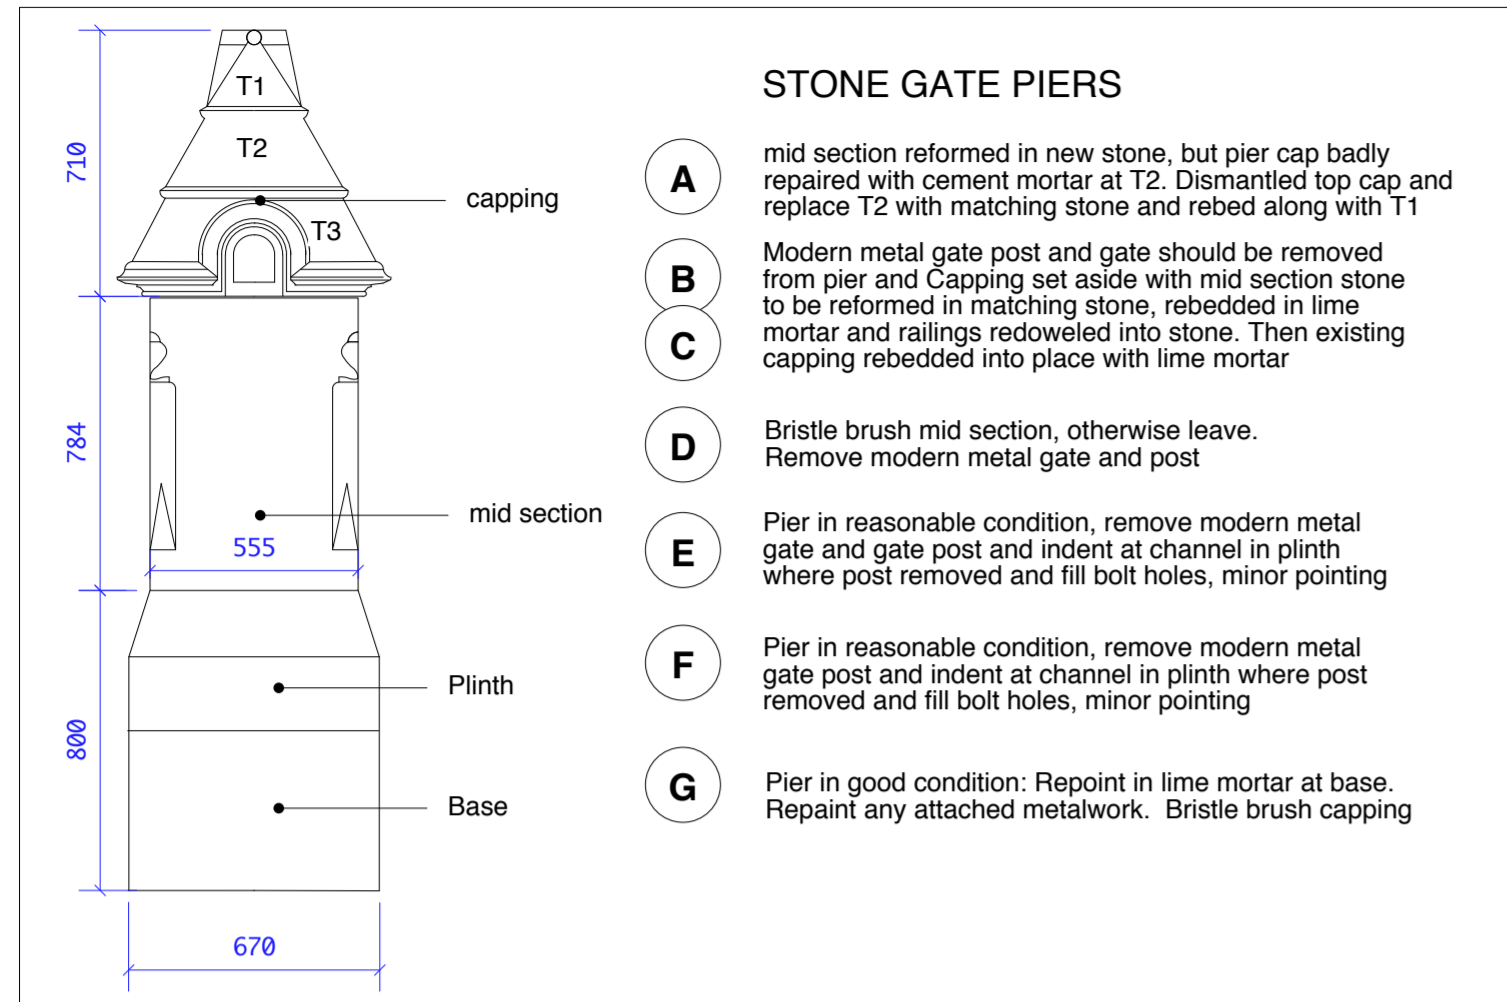 STONE GATE PIERS
T1
T2
T3
710
784
800
555
670
capping
mid section
Plinth
Base
A
mid section reformed in new stone, but pier cap badly
repaired with cement mortar at T2. Dismantled top cap and
replace T2 with matching stone and rebed along with T1
B
C
Modern metal gate post and gate should be removed
from pier and Capping set aside with mid section stone
to be reformed in matching stone, rebedded in lime
mortar and railings redoweled into stone. Then existing
capping rebedded into place with lime mortar
D
Bristle brush mid section, otherwise leave.
Remove modern metal gate and post
E
Pier in reasonable condition, remove modern metal
gate and gate post and indent at channel in plinth
where post removed and fill bolt holes, minor pointing
F
Pier in reasonable condition, remove modern metal
gate post and indent at channel in plinth where post
removed and fill bolt holes, minor pointing
G
Pier in good condition: Repoint in lime mortar at base.
Repaint any attached metalwork.  Bristle brush capping